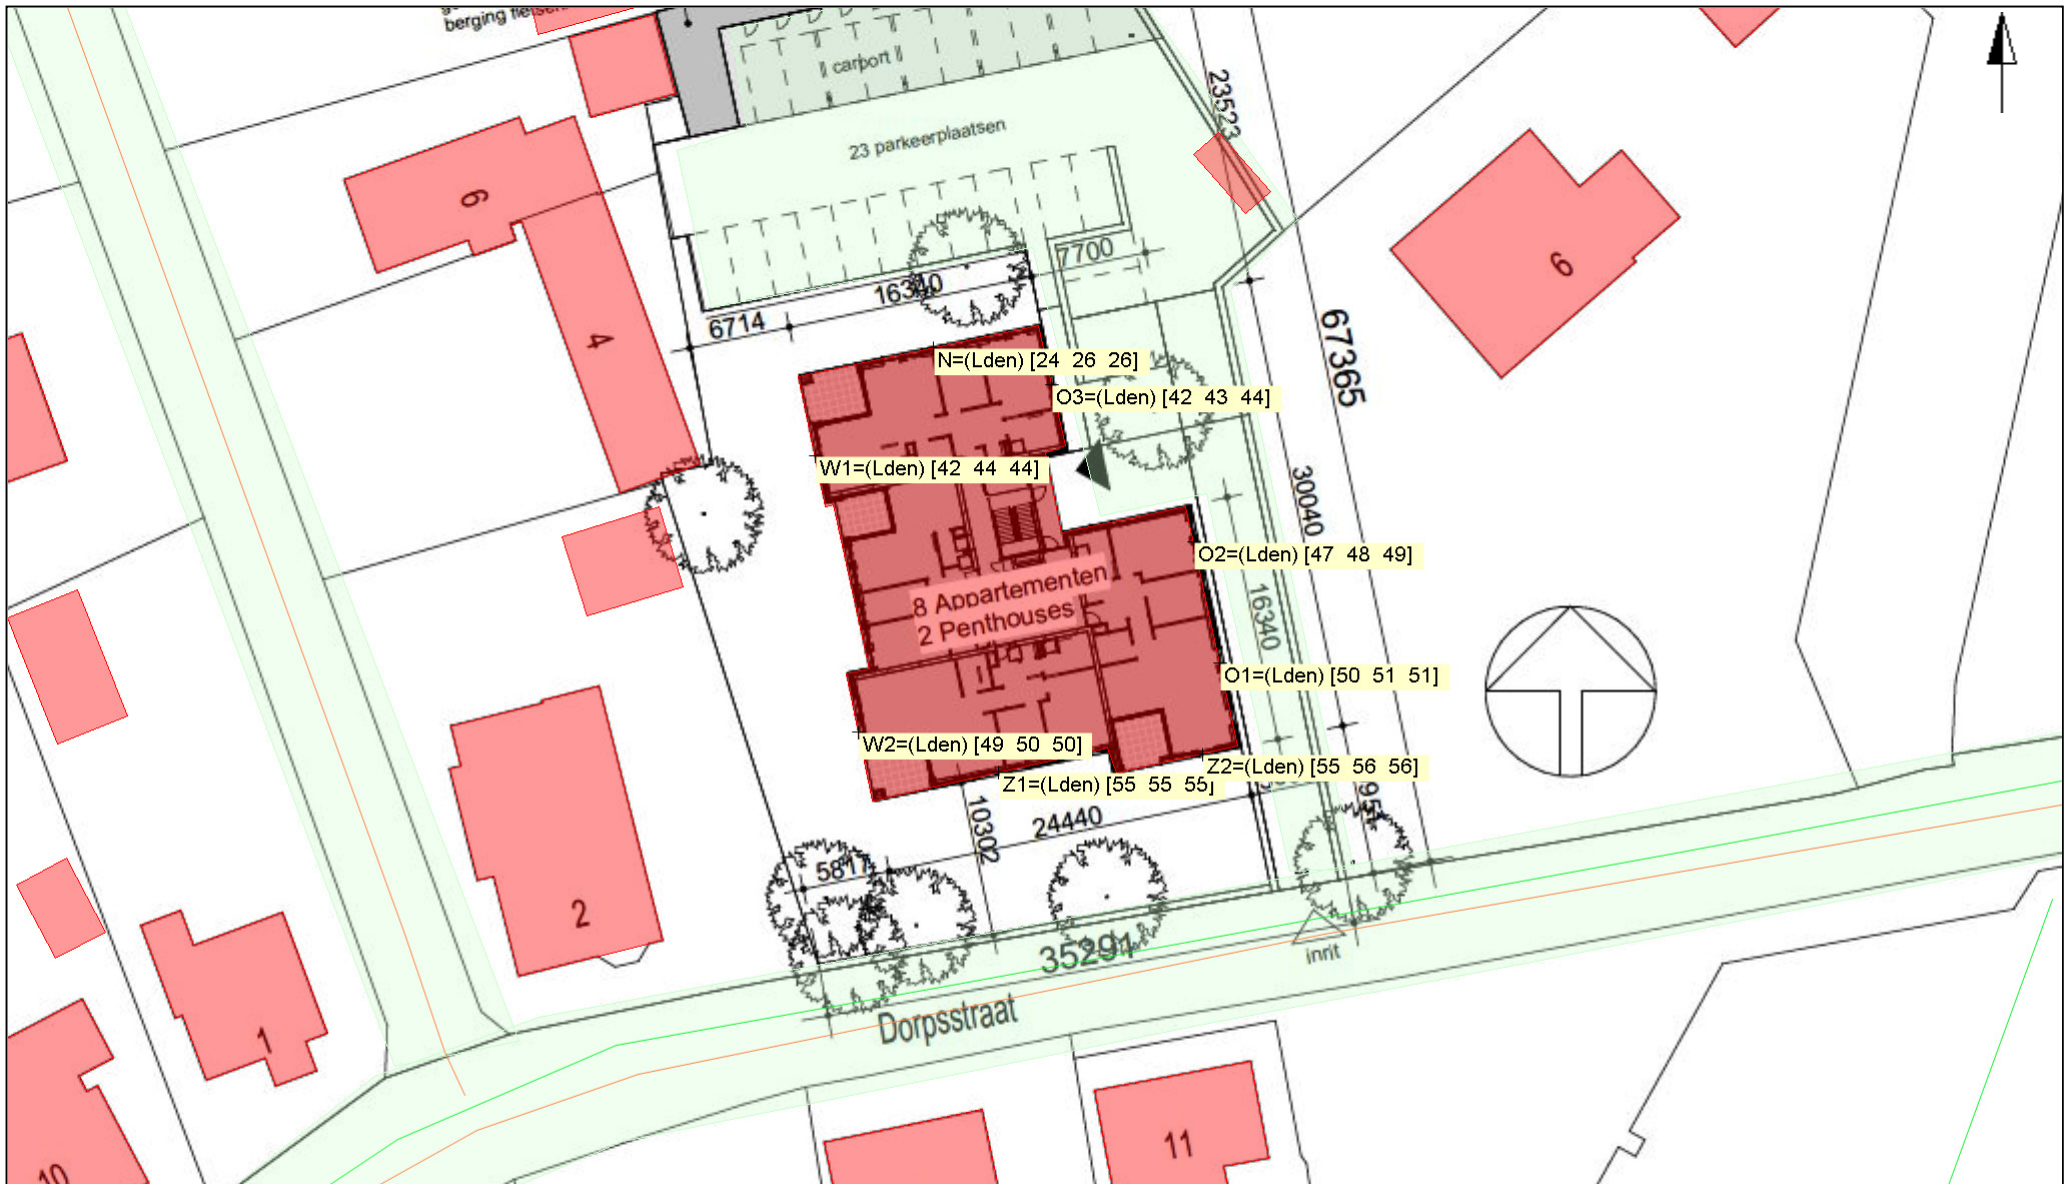 berging fietsen
carport
23 parkeerplaatsen
23523
6
7700
16340
6714
4
67365
6
N=(Lden) [24 26 26]
O3=(Lden) [42 43 44]
W1=(Lden) [42 44 44]
30040
O2=(Lden) [47 48 49]
8 Appartementen
2 Penthouses
16340
O1=(Lden) [50 51 51]
W2=(Lden) [49 50 50]
Z2=(Lden) [55 56 56]
Z1=(Lden) [55 55 55]
10302
24440
5817
2
35291
inrit
Dorpsstraat
1
11
10